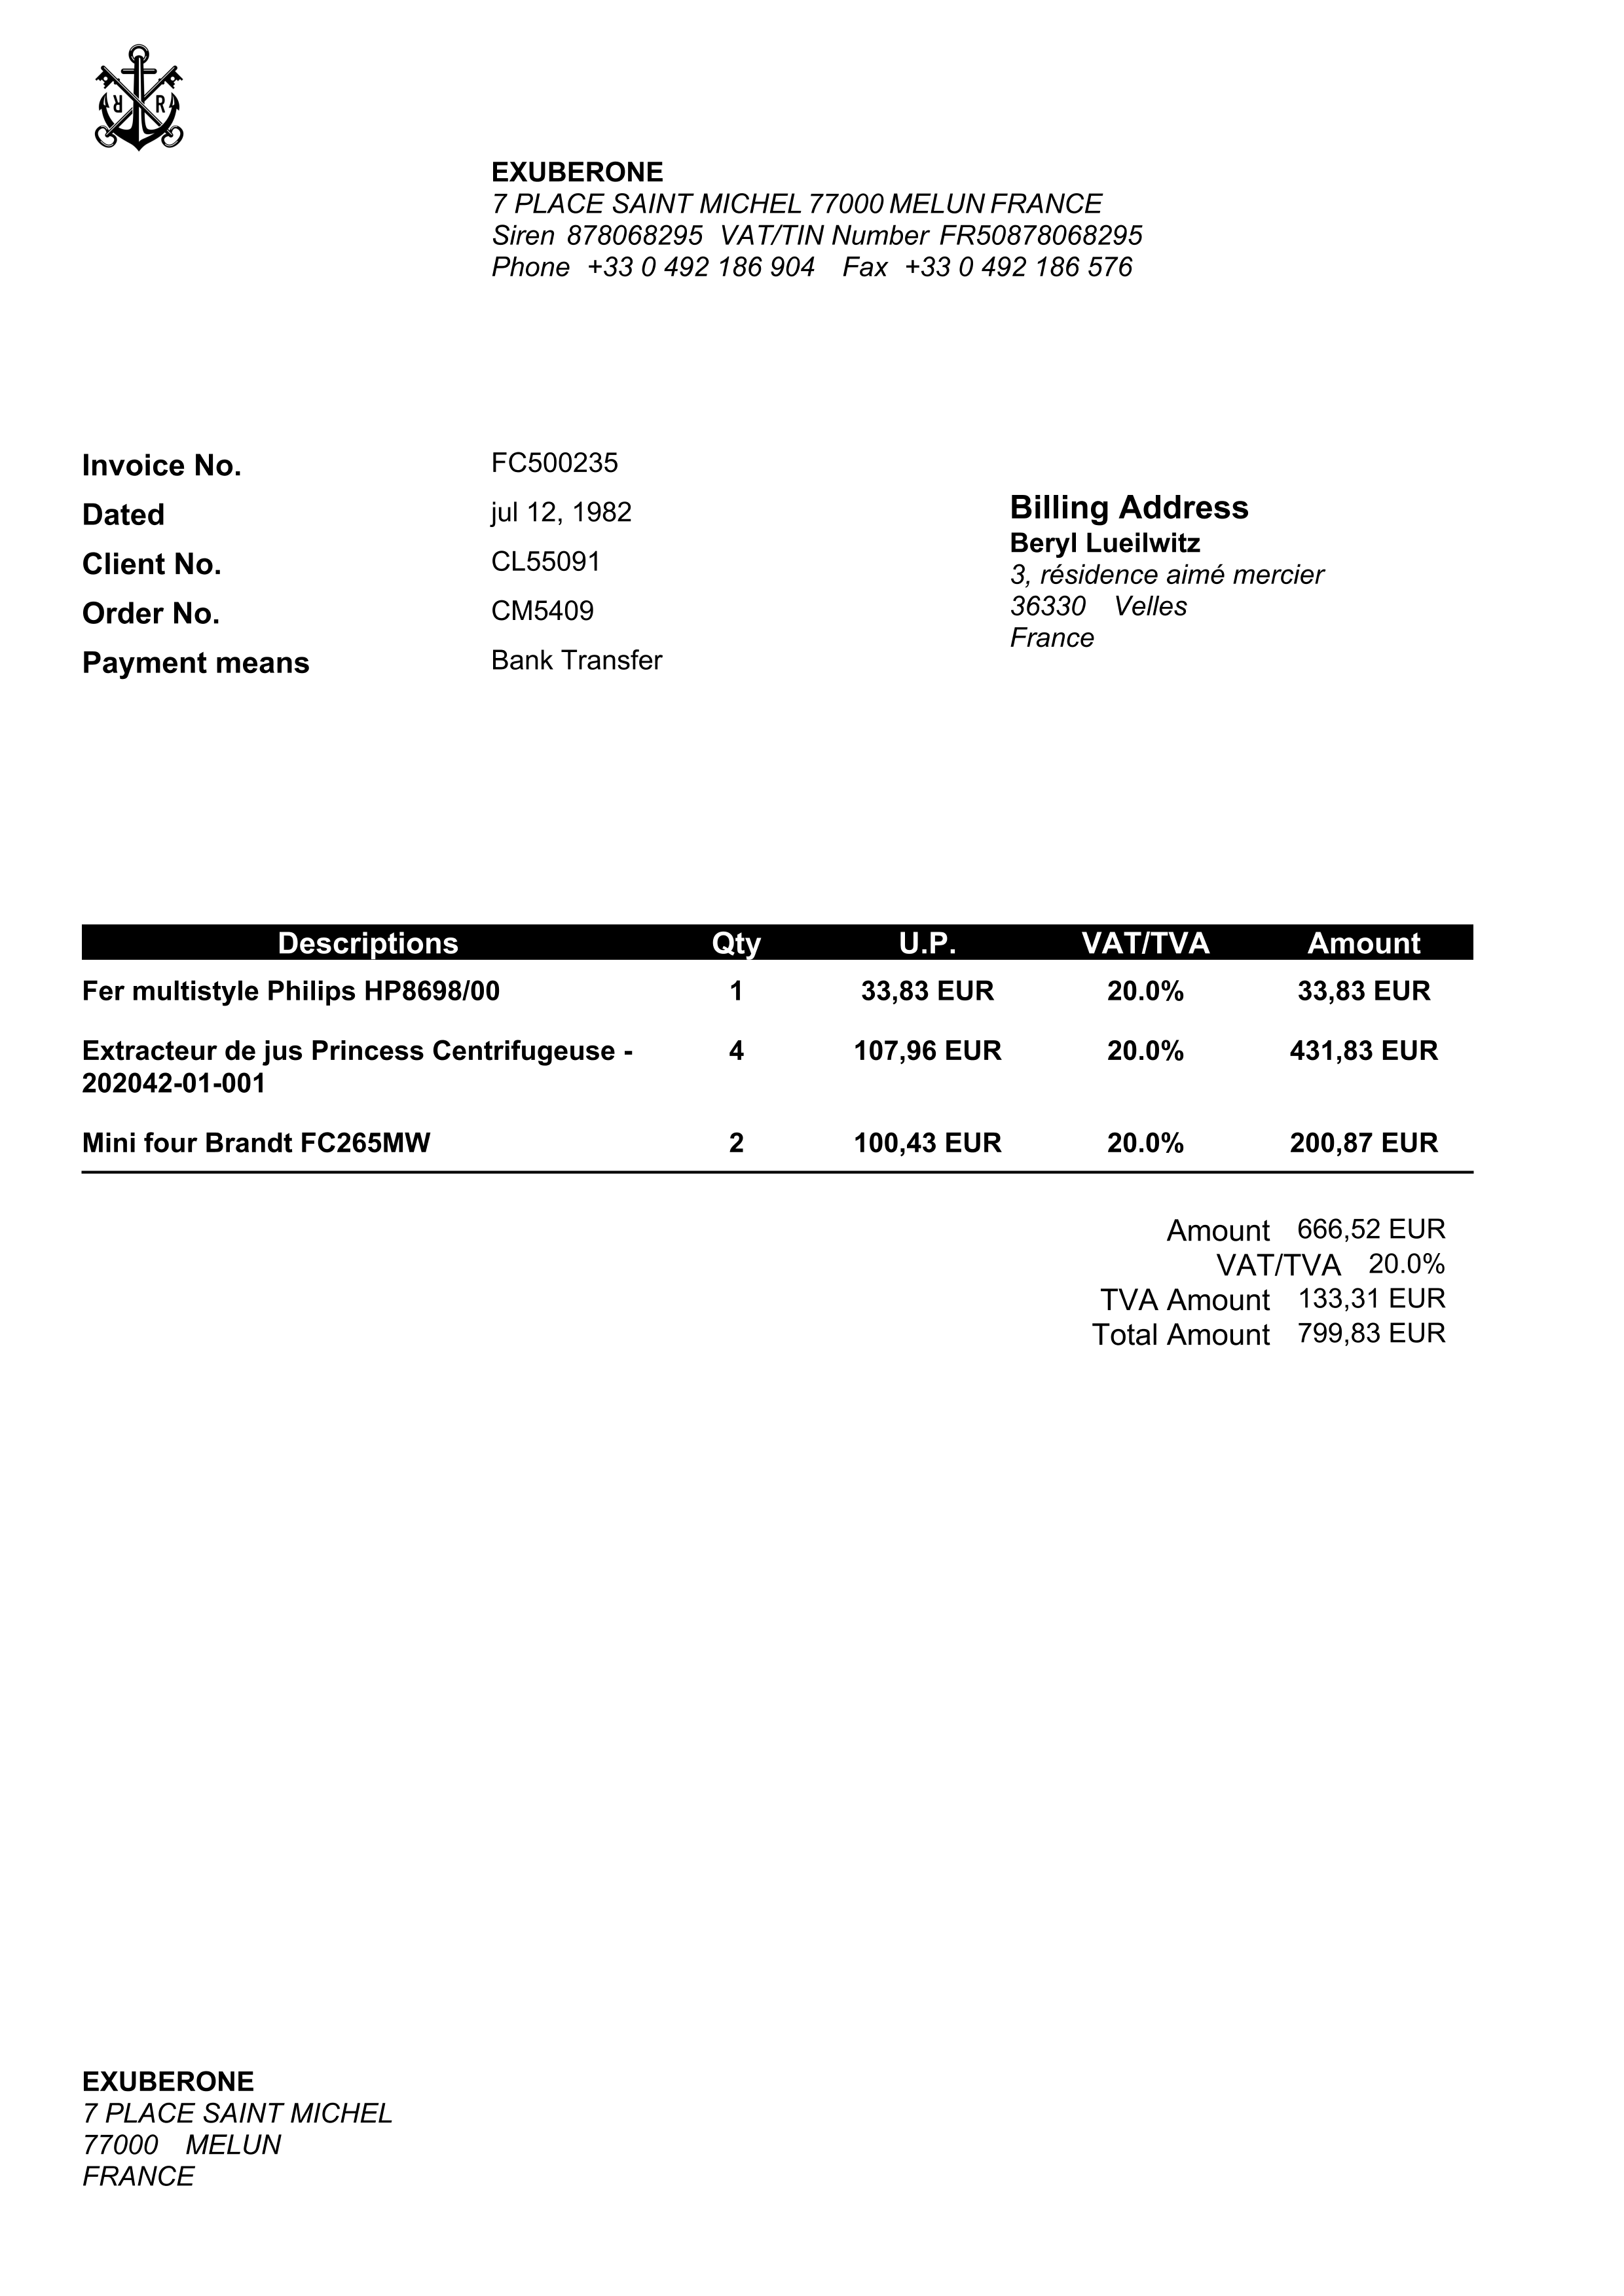 R R
EXUBERONE
7 PLACE SAINT MICHEL 77000 MELUN FRANCE
Siren 878068295 VAT/TIN Number FR50878068295
Phone +33 0 492 186 904 Fax +33 0 492 186 576
Invoice No. FC500235
Dated jul 12, 1982
Client No. CL55091
Order No. CM5409
Payment means Bank Transfer
Billing Address
Beryl Lueilwitz
3, résidence aimé mercier
36330 Velles
France
Descriptions Qty U.P. VAT/TVA Amount
Fer multistyle Philips HP8698/00 1 33,83 EUR 20.0% 33,83 EUR
Extracteur de jus Princess Centrifugeuse - 4 107,96 EUR 20.0% 431,83 EUR
202042-01-001
Mini four Brandt FC265MW 2 100,43 EUR 20.0% 200,87 EUR
Amount 666,52 EUR
VAT/TVA 20.0%
TVA Amount 133,31 EUR
Total Amount 799,83 EUR
EXUBERONE
7 PLACE SAINT MICHEL
77000 MELUN
FRANCE